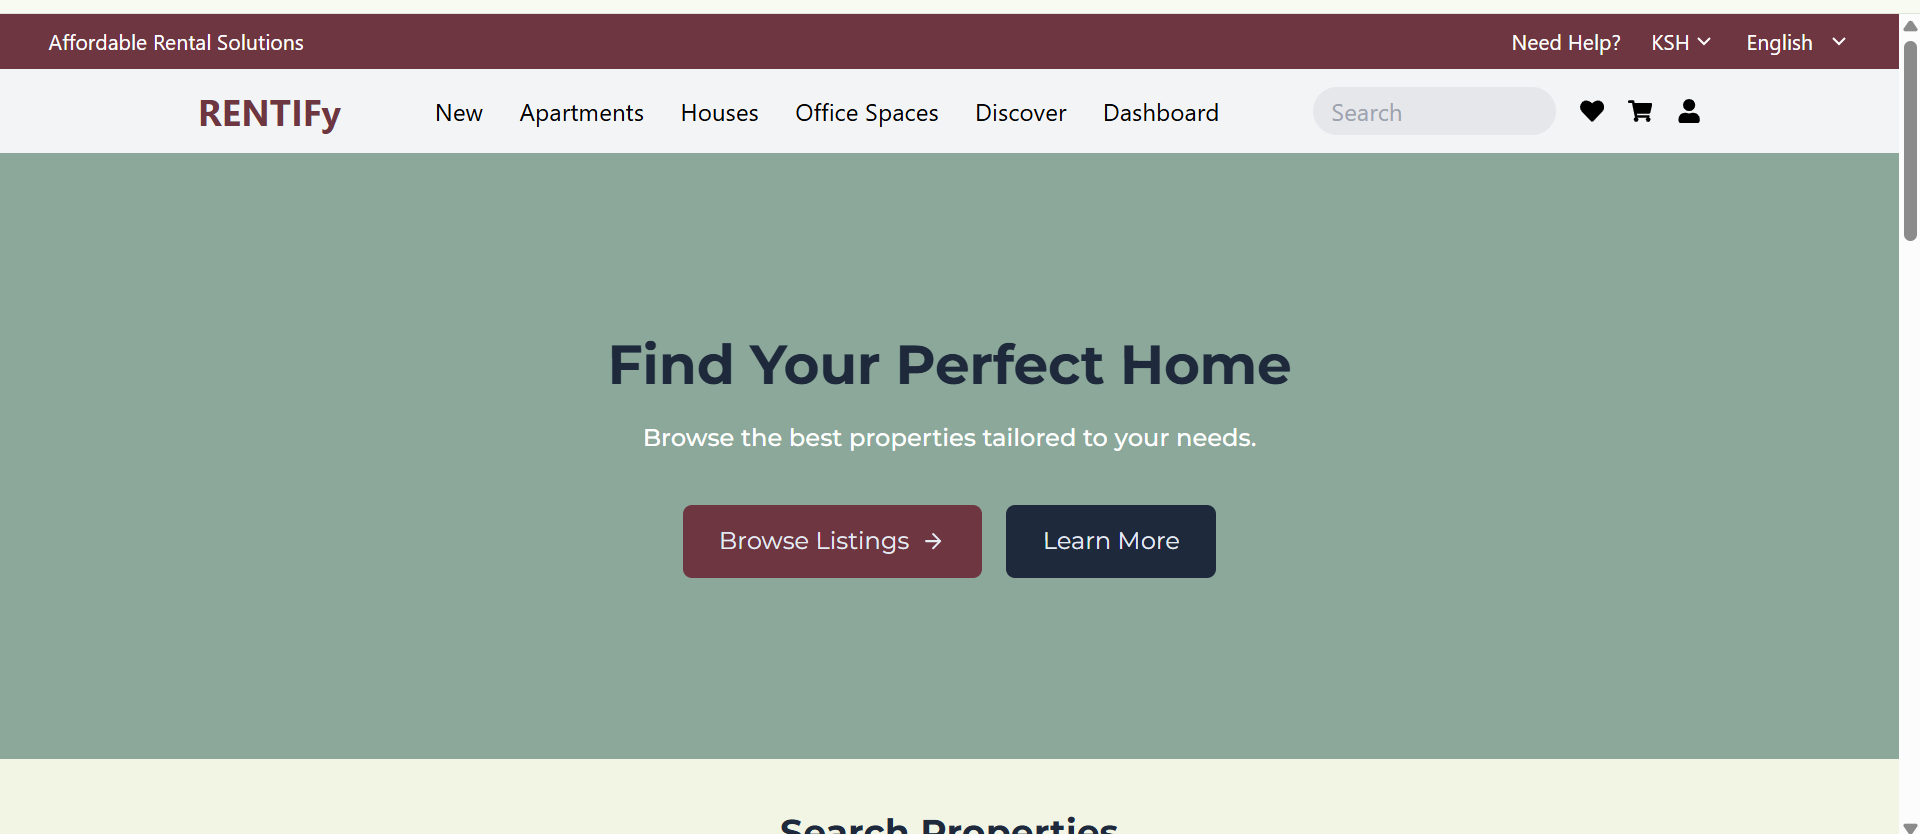 Affordable Rental Solutions
Need Help? KSH English
RENTIFy New Apartments Houses Office Spaces Discover Dashboard Search
Find Your Perfect Home
Browse the best properties tailored to your needs.
Browse Listings → Learn More
Search Properties